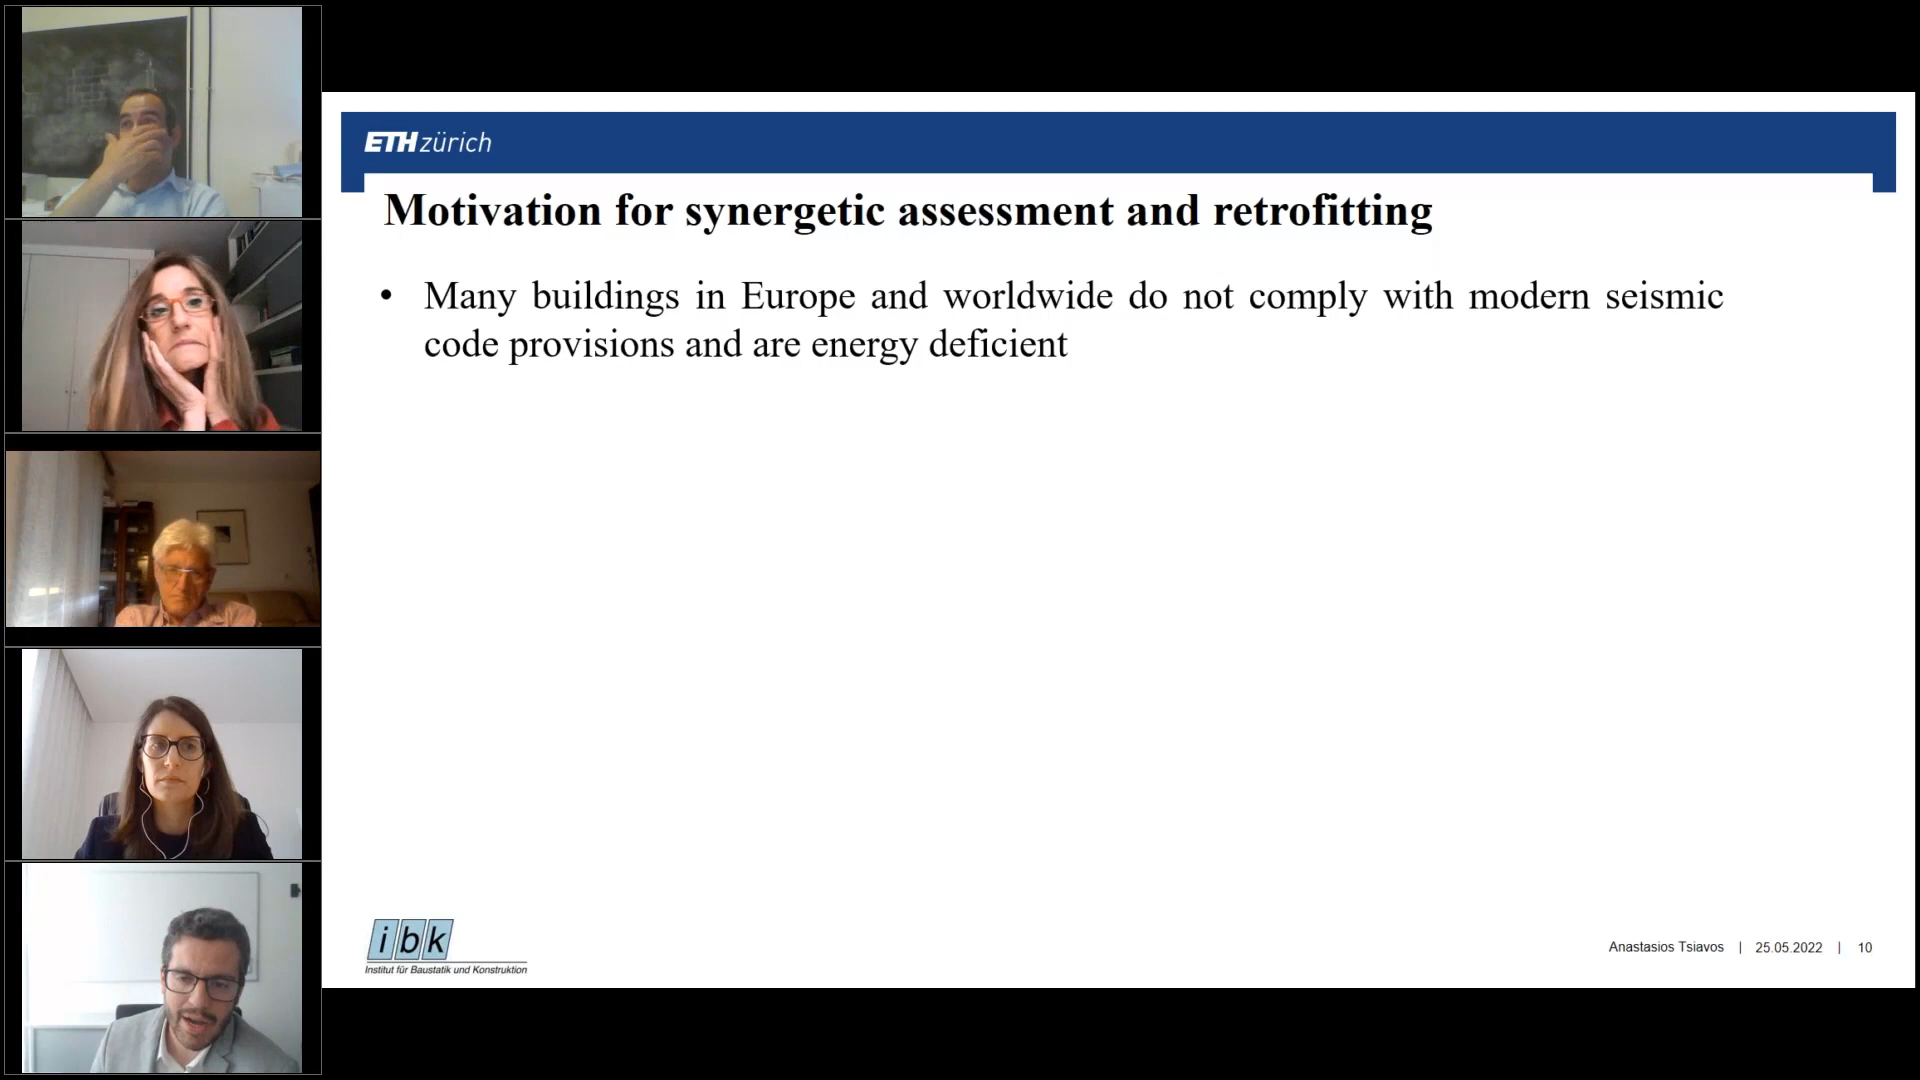 ETH zürich
Motivation for synergetic assessment and retrofitting
• Many buildings in Europe and worldwide do not comply with modern seismic
code provisions and are energy deficient
ibk
Institut für Baustatik und Konstruktion
Anastasios Tsiavos | 25.05.2022 | 10